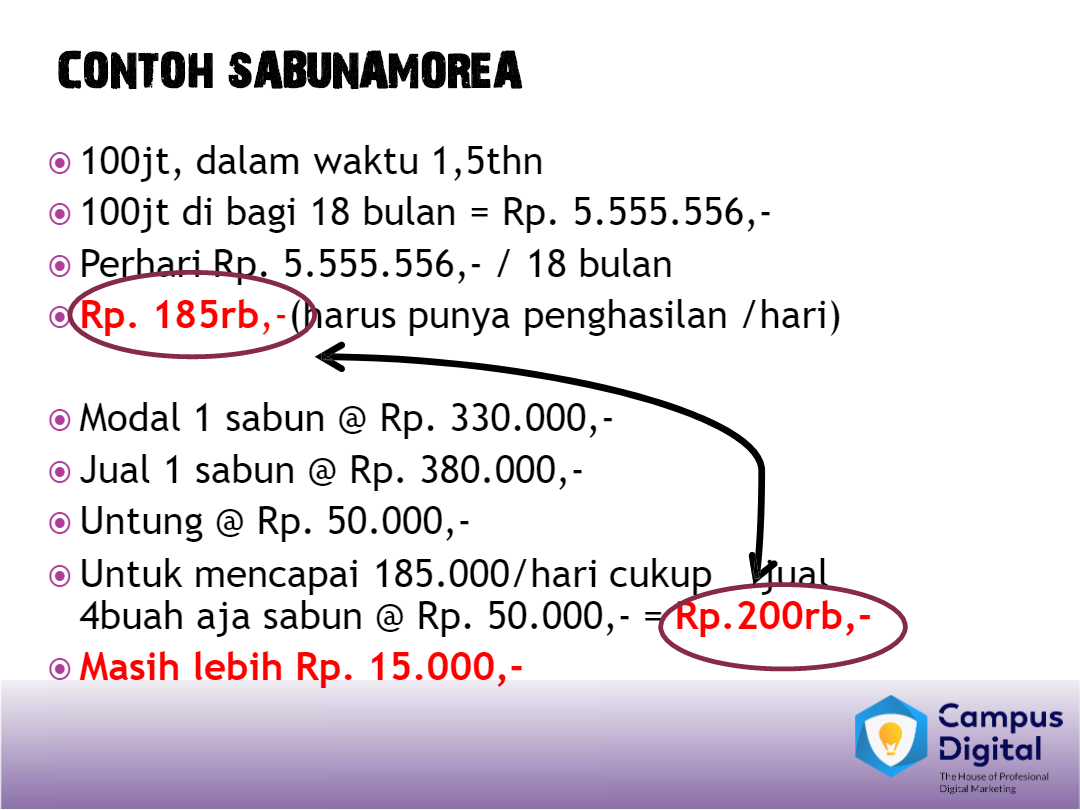 CONTOH SABUNAMOREA
100jt, dalam waktu 1,5thn
100jt di bagi 18 bulan = Rp. 5.555.556,-
Perhari Rp. 5.555.556,- / 18 bulan
Rp. 185rb,-(harus punya penghasilan /hari)
Modal 1 sabun @ Rp. 330.000,-
Jual 1 sabun @ Rp. 380.000,-
Untung @ Rp. 50.000,-
Untuk mencapai 185.000/hari cukup jual
4buah aja sabun @ Rp. 50.000,- = Rp.200rb,-
Masih lebih Rp. 15.000,-
Campus
Digital
The House of Profesional
Digital Marketing